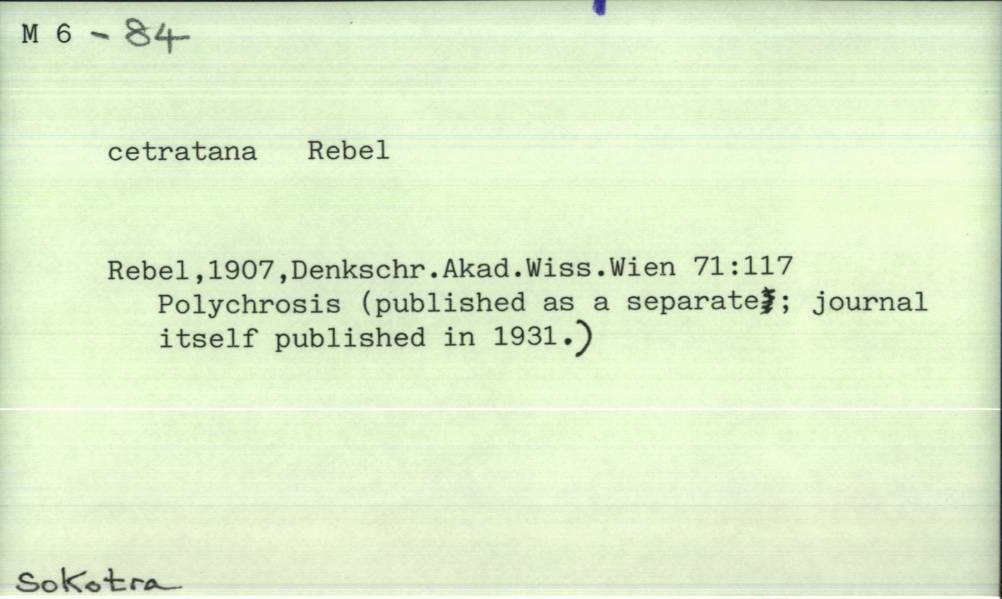 M 6 - 84
cetratana Rebel
Rebel,1907,Denkschr.Akad.Wiss.Wien 71:117
Polychrosis (published as a separate; journal
itself published in 1931.)
Sokotra